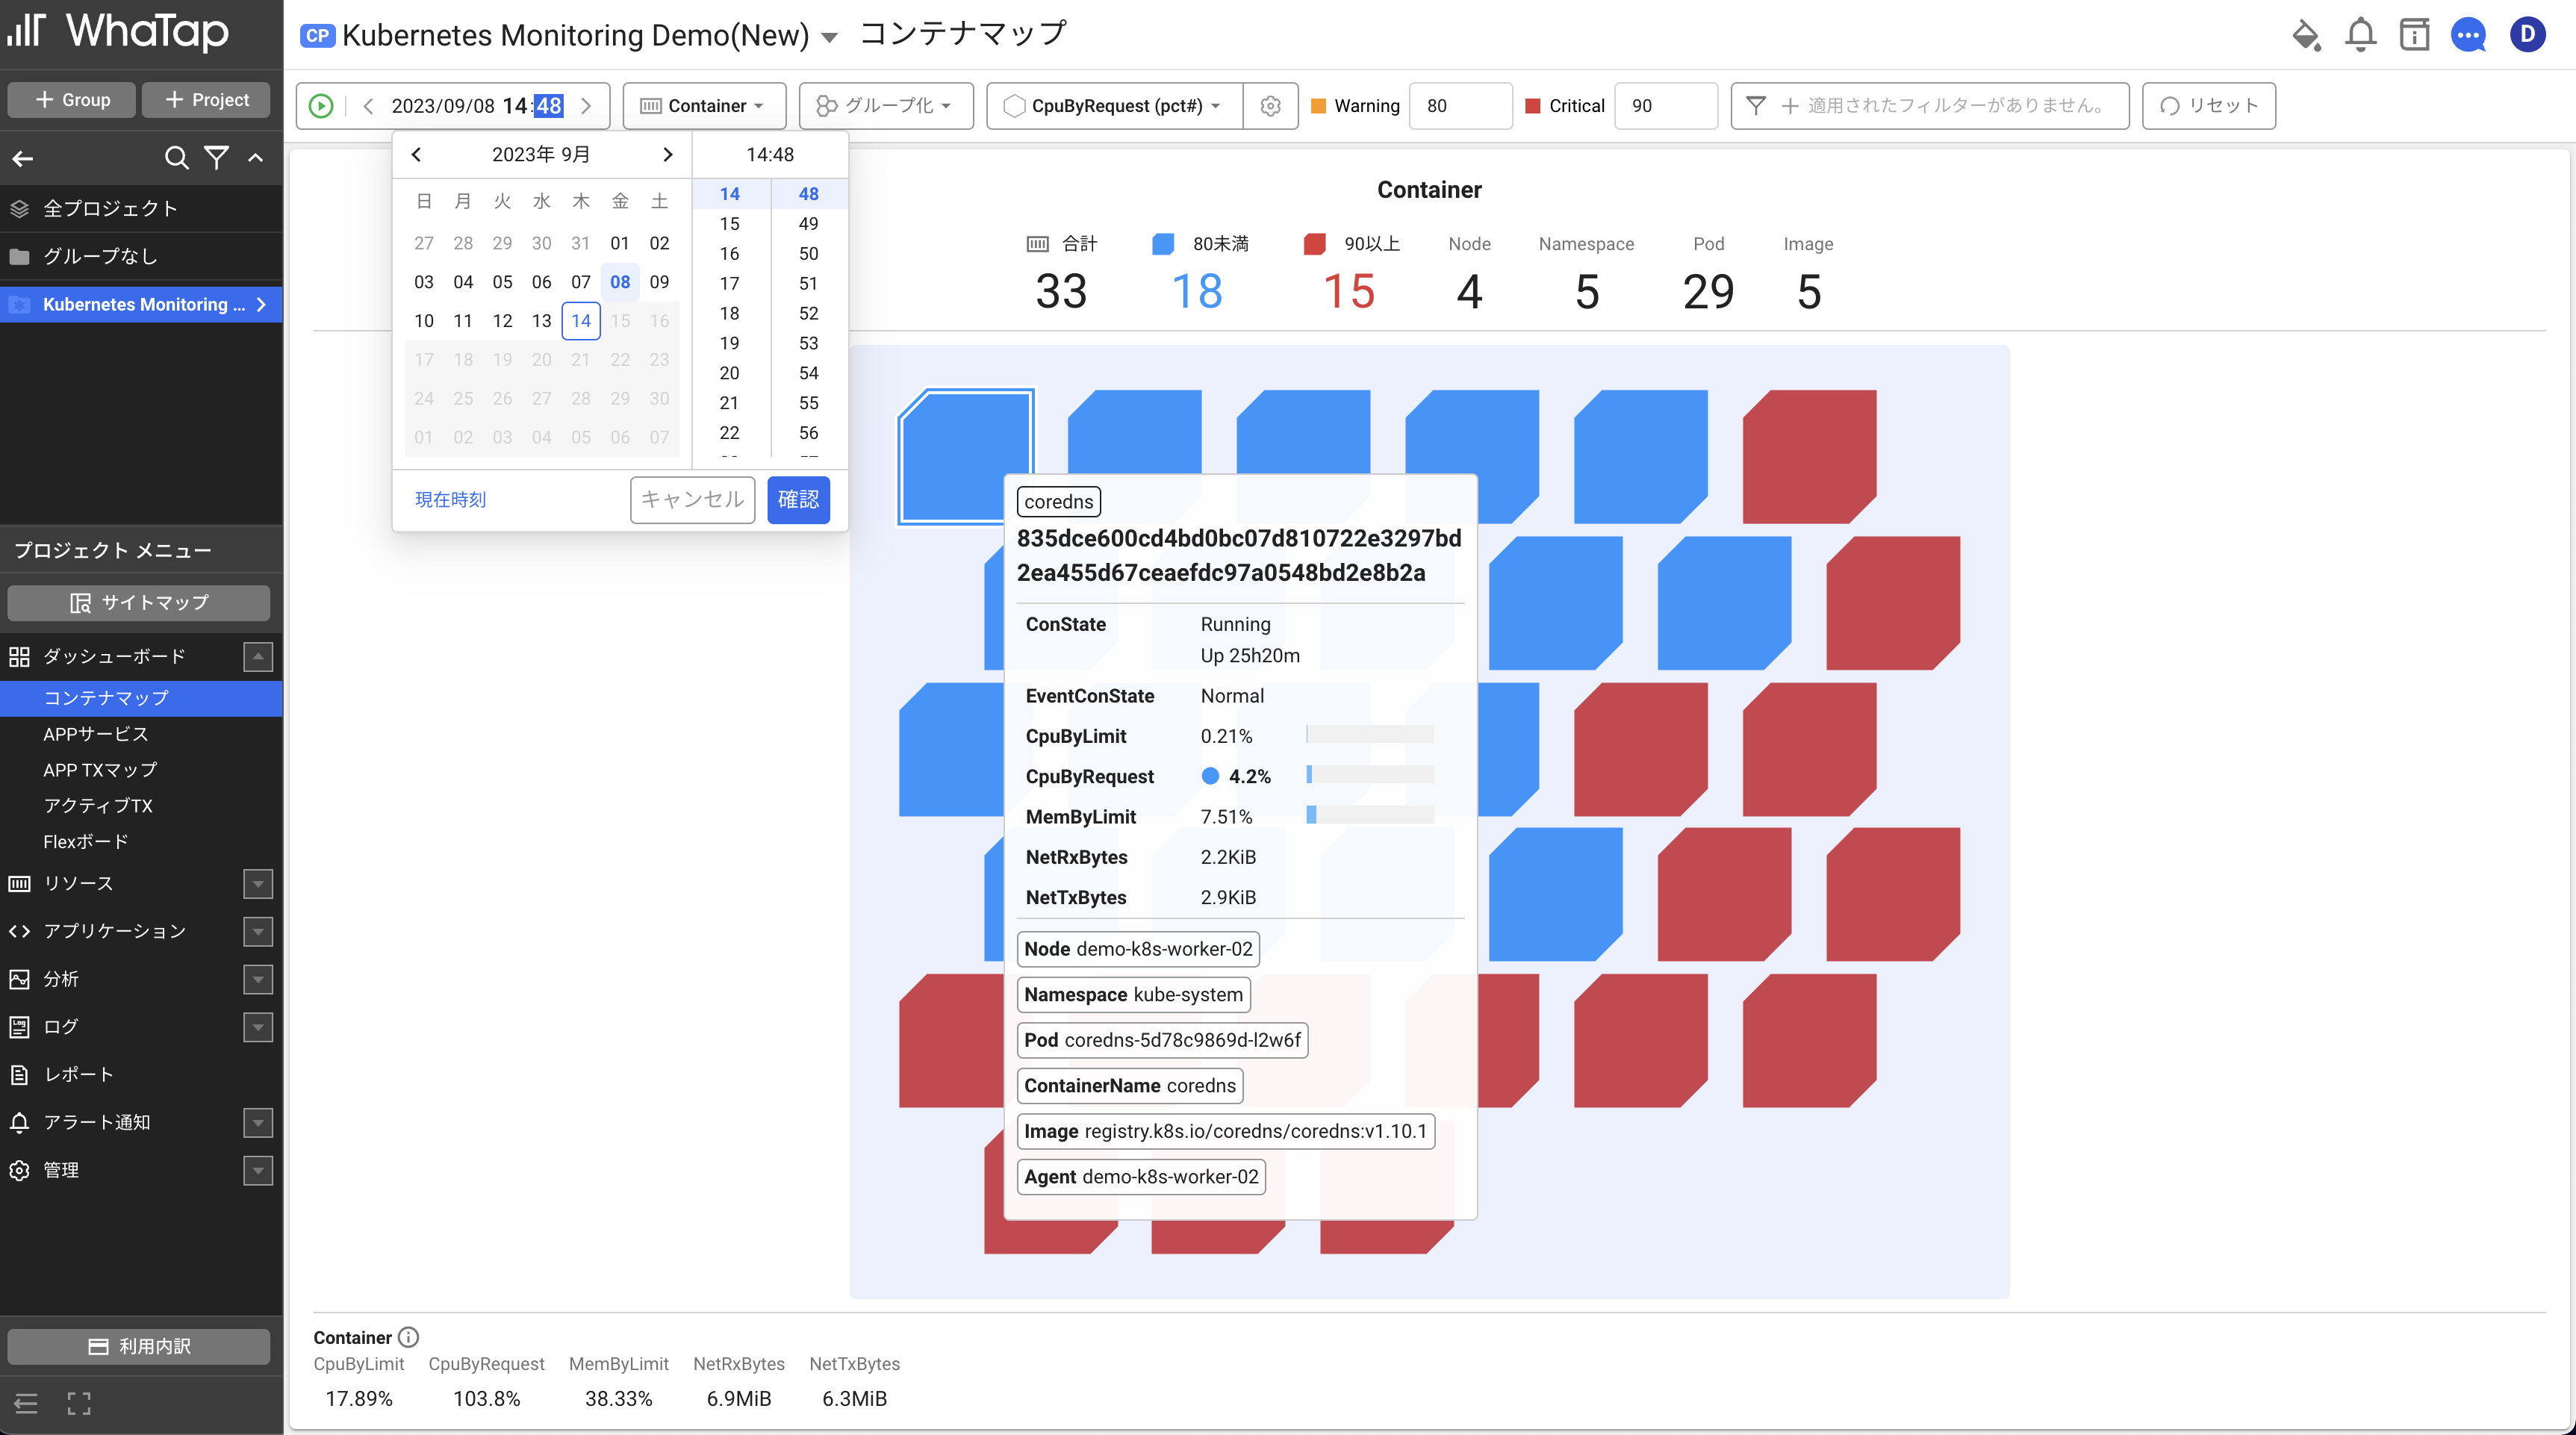 WhaTap
CP Kubernetes Monitoring Demo(New) コンテナマップ
D
+ Group
+ Project
2023/09/08 14:48
Container
グループ化
CpuByRequest (pct#)
Warning 80
Critical 90
+ 適用されたフィルターがありません。
リセット
全プロジェクト
グループなし
Kubernetes Monitoring ...
プロジェクト メニュー
サイトマップ
ダッシューボード
コンテナマップ
APPサービス
APP TXマップ
アクティブTX
Flexボード
リソース
アプリケーション
分析
Log ログ
レポート
アラート通知
管理
利用内訳
2023年 9月
14:48
日 月 火 水 木 金 土
27 28 29 30 31 01 02
03 04 05 06 07 08 09
10 11 12 13 14 15 16
17 18 19 20 21 22 23
24 25 26 27 28 29 30
01 02 03 04 05 06 07
14 48
15 49
16 50
17 51
18 52
19 53
20 54
21 55
22 56
現在時刻
キャンセル
確認
Container
合計 80未満 90以上 Node Namespace Pod Image
33 18 15 4 5 29 5
coredns
835dce600cd4bd0bc07d810722e3297bd
2ea455d67ceaefdc97a0548bd2e8b2a
ConState Running
Up 25h20m
EventConState Normal
CpuByLimit 0.21%
CpuByRequest 4.2%
MemByLimit 7.51%
NetRxBytes 2.2KiB
NetTxBytes 2.9KiB
Node demo-k8s-worker-02
Namespace kube-system
Pod coredns-5d78c9869d-l2w6f
ContainerName coredns
Image registry.k8s.io/coredns/coredns:v1.10.1
Agent demo-k8s-worker-02
Container
CpuByLimit CpuByRequest MemByLimit NetRxBytes NetTxBytes
17.89% 103.8% 38.33% 6.9MiB 6.3MiB